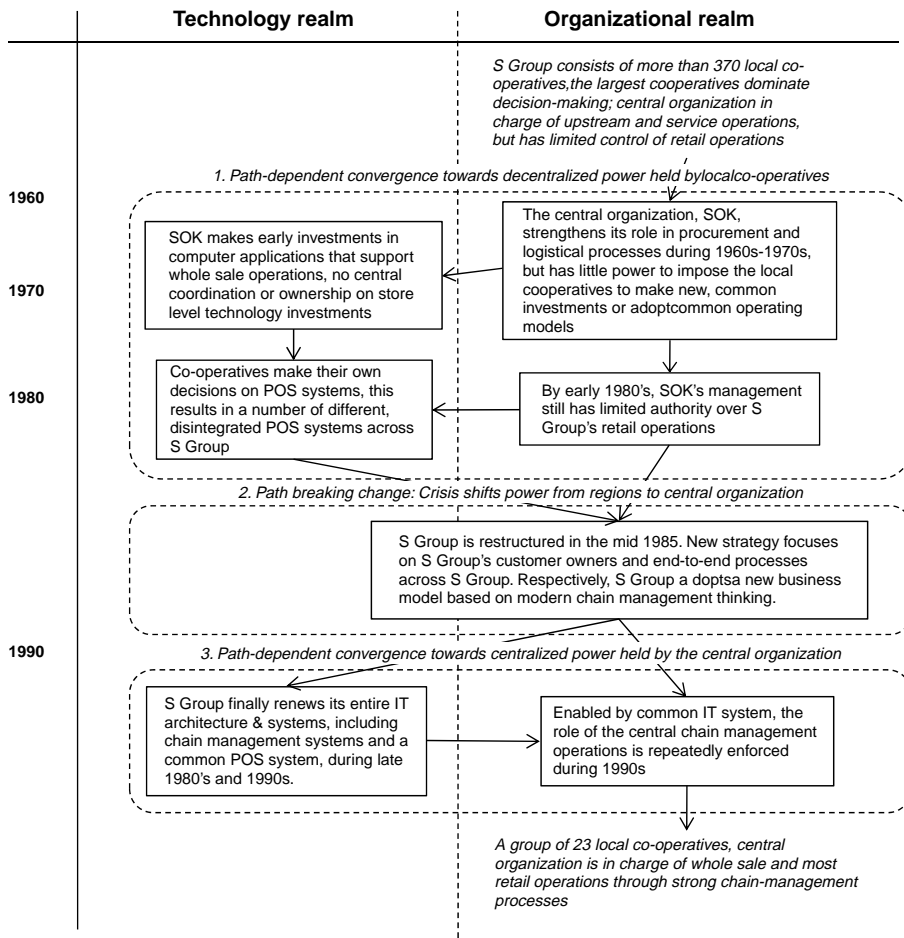 Technology realm
Organizational realm
S Group consists of more than 370 local co-
operatives,the largest cooperatives dominate
decision-making; central organization in
charge of upstream and service operations,
but has limited control of retail operations
1. Path-dependent convergence towards decentralized power held bylocalco-operatives
1960
The central organization, SOK,
strengthens its role in procurement and
logistical processes during 1960s-1970s,
but has little power to impose the local
cooperatives to make new, common
investments or adoptcommon operating
models
SOK makes early investments in
computer applications that support
whole sale operations, no central
coordination or ownership on store
level technology investments
1970
Co-operatives make their own
decisions on POS systems, this
results in a number of different,
disintegrated POS systems across
S Group
1980
By early 1980's, SOK's management
still has limited authority over S
Group's retail operations
2. Path breaking change: Crisis shifts power from regions to central organization
S Group is restructured in the mid 1985. New strategy focuses
on S Group's customer owners and end-to-end processes
across S Group. Respectively, S Group a doptsa new business
model based on modern chain management thinking.
1990
3. Path-dependent convergence towards centralized power held by the central organization
S Group finally renews its entire IT
architecture & systems, including
chain management systems and a
common POS system, during late
1980's and 1990s.
Enabled by common IT system, the
role of the central chain management
operations is repeatedly enforced
during 1990s
A group of 23 local co-operatives, central
organization is in charge of whole sale and most
retail operations through strong chain-management
processes